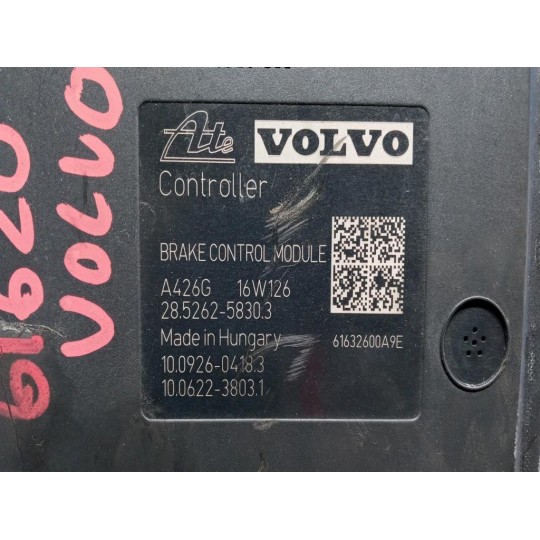 61620
VOLVO
Ate VOLVO
Controller
BRAKE CONTROL MODULE
A426G 16W126
28.5262-5830.3
Made in Hungary 61632600A9E
10.0926-0418.3
10.0622-3803.1